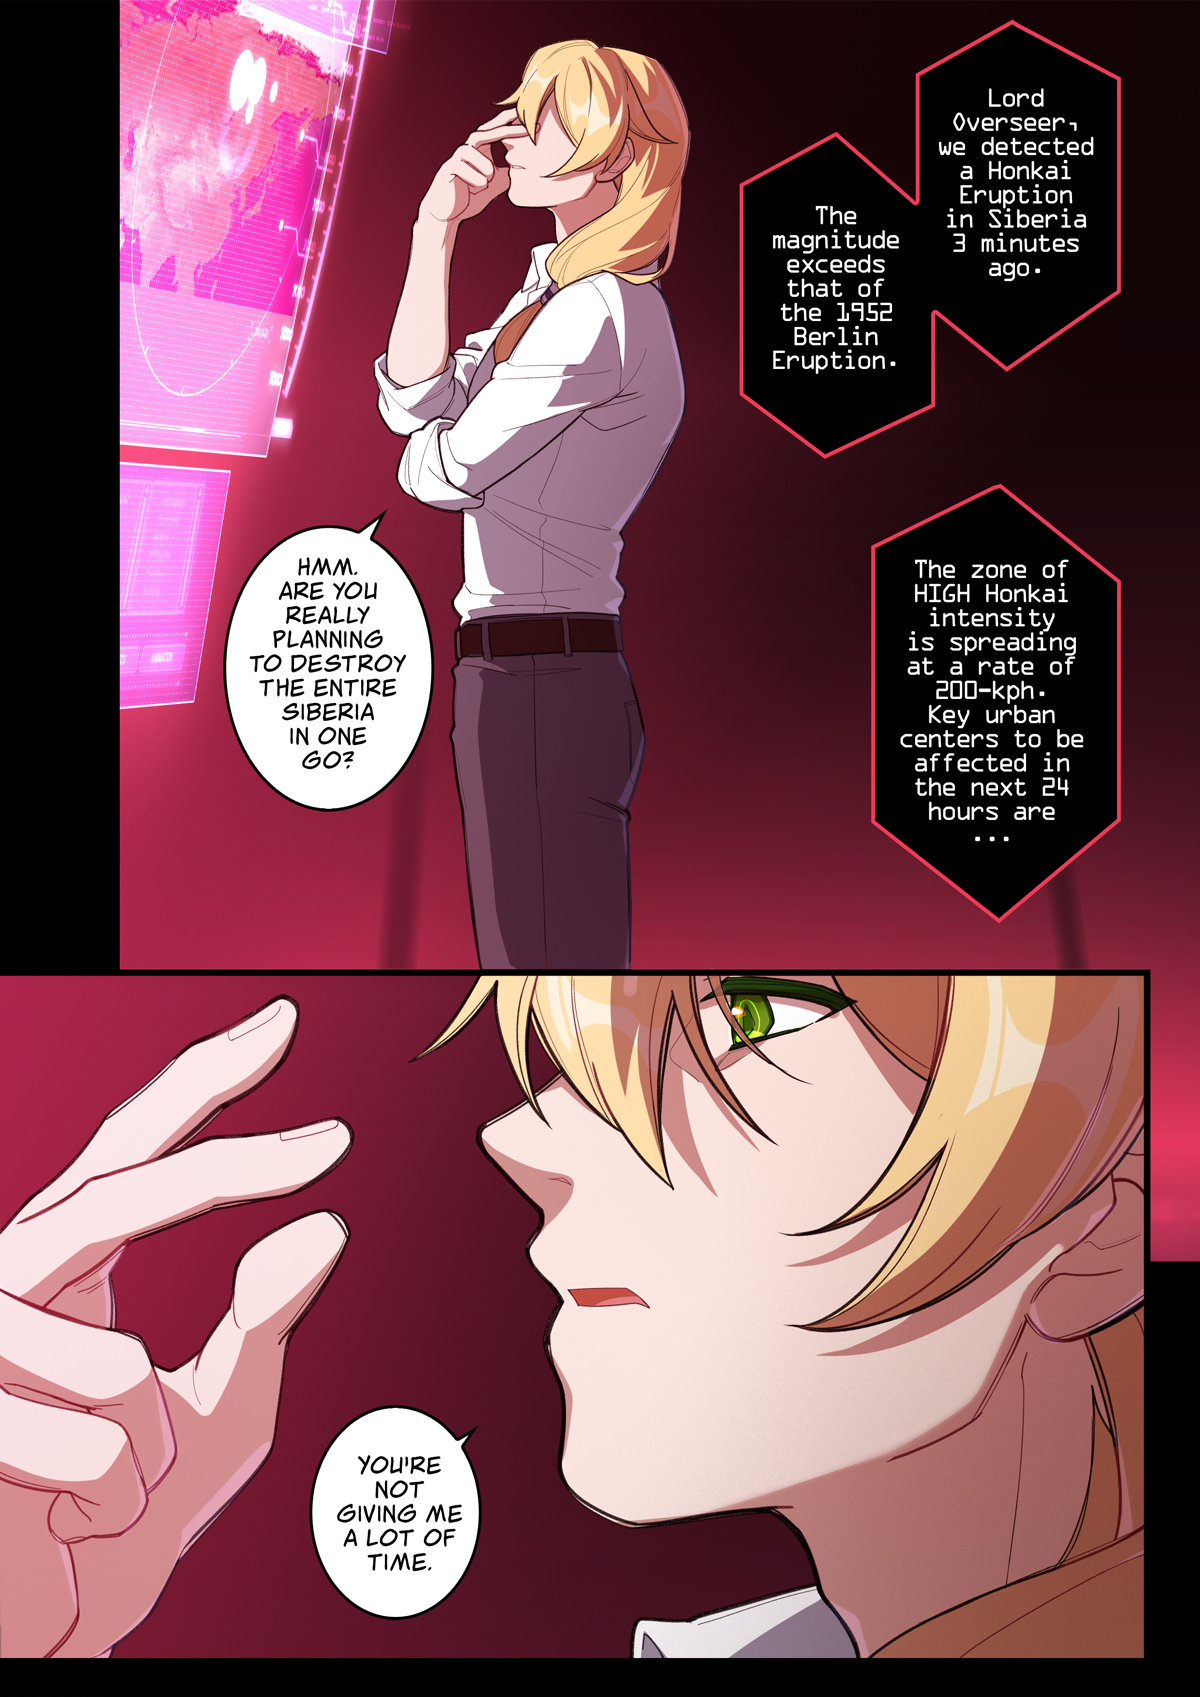 Lord
Overseer,
we detected
a Honkai
Eruption
in Siberia
3 minutes
ago.
The
magnitude
exceeds
that of
the 1952
Berlin
Eruption.
The zone of
HIGH Honkai
intensity
is spreading
at a rate of
200-kph.
Key urban
centers to be
affected in
the next 24
hours are
...
HMM.
ARE YOU
REALLY
PLANNING
TO DESTROY
THE ENTIRE
SIBERIA
IN ONE
GO?
YOU'RE
NOT
GIVING ME
A LOT OF
TIME.